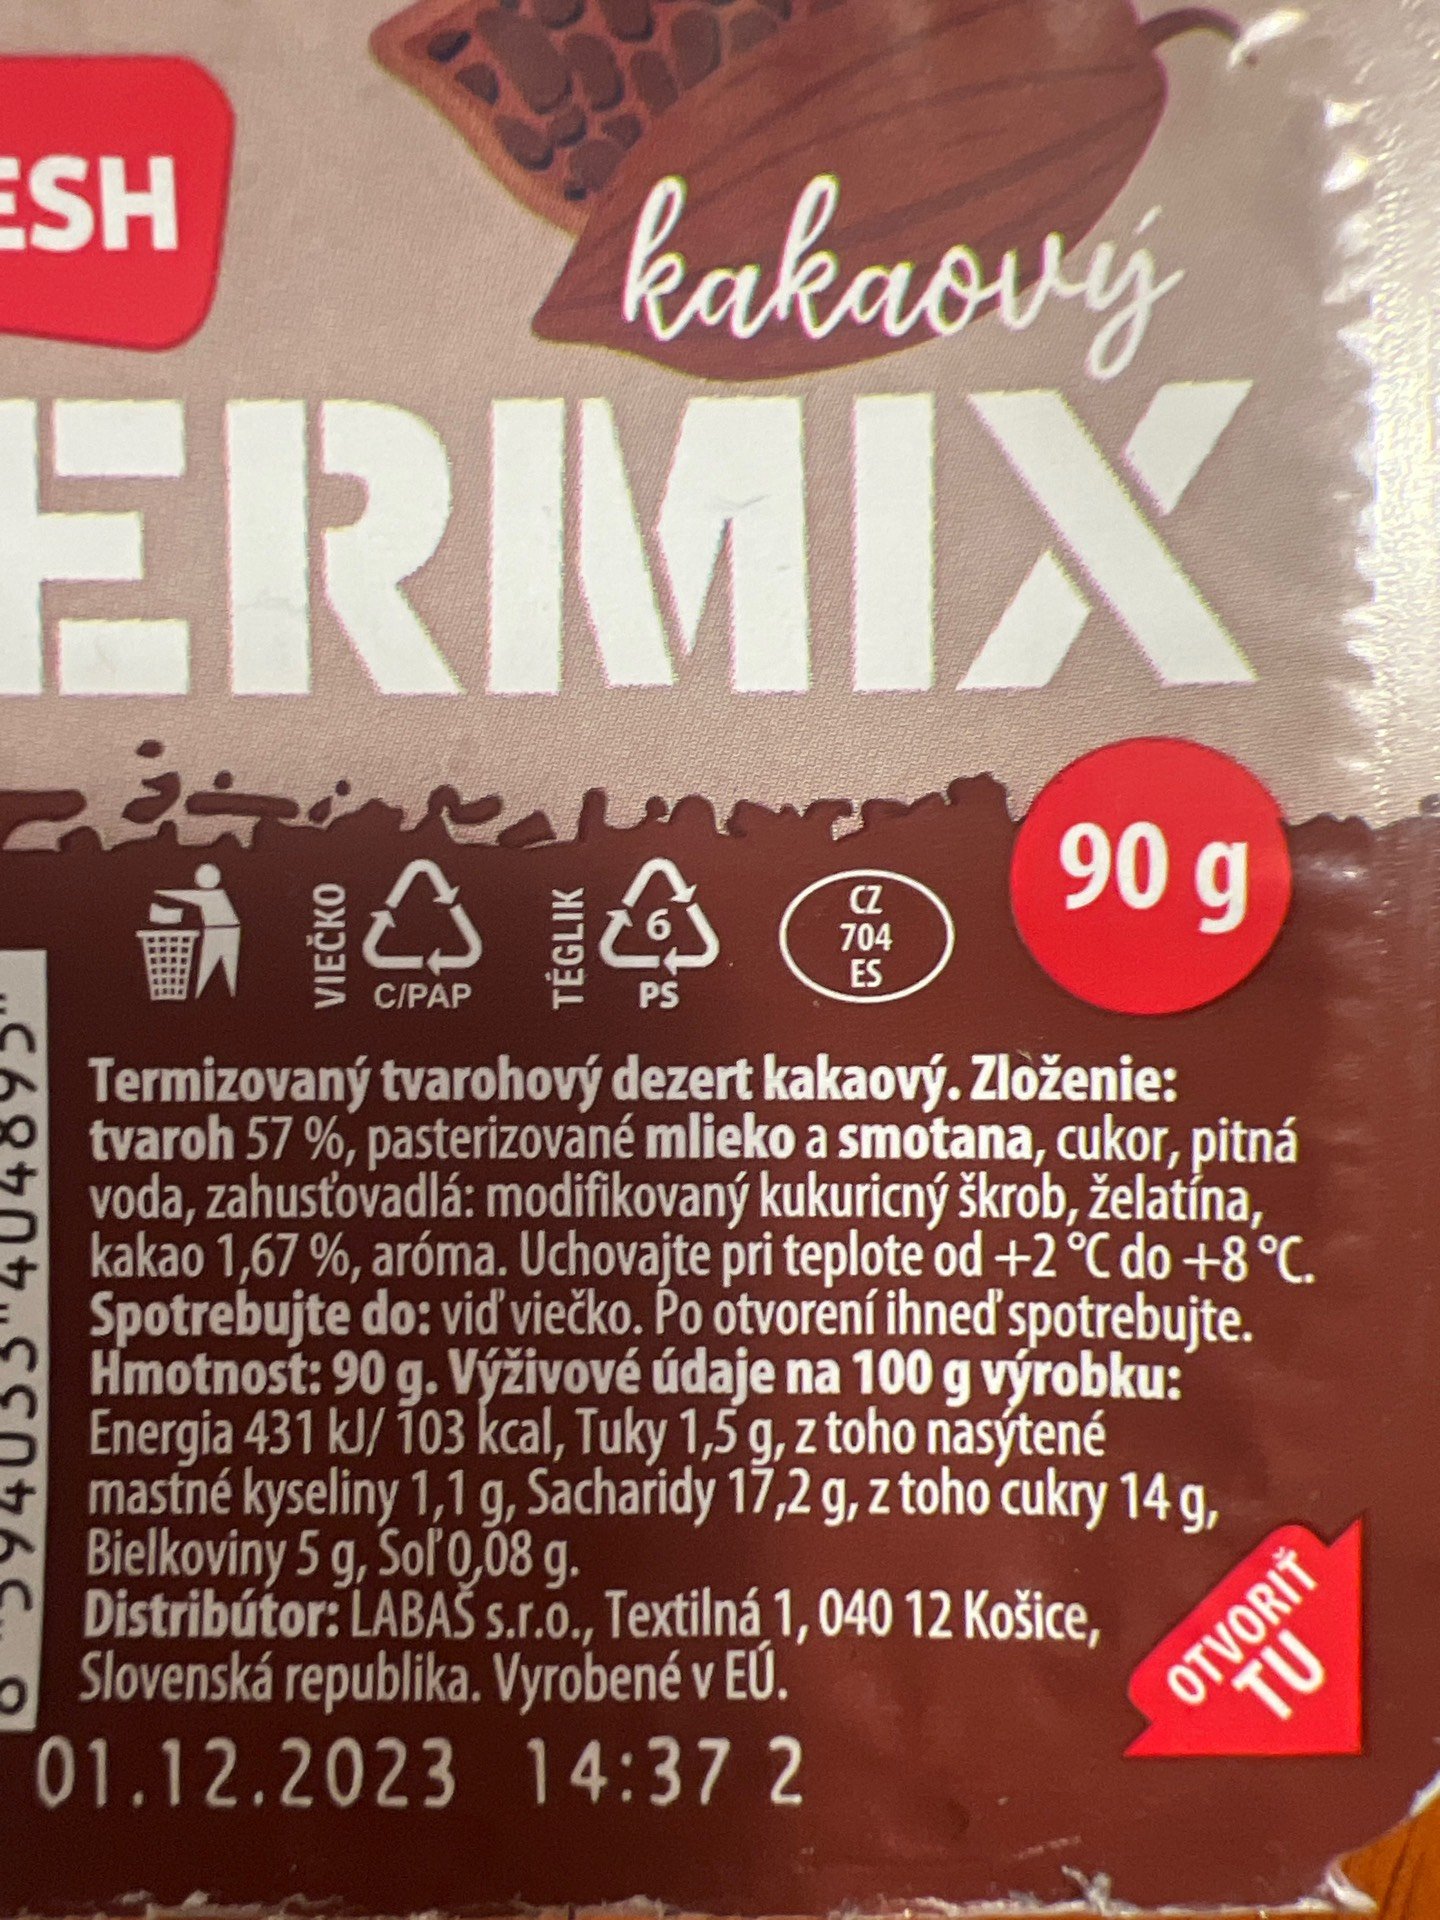 ESH
kakaový
ERMIX
90 g
VIEČKO
C/PAP
TÉGLIK
6
PS
CZ
704
ES
Termizovaný tvarohový dezert kakaový. Zloženie:
tvaroh 57 %, pasterizované mlieko a smotana, cukor, pitná
voda, zahusťovadlá: modifikovaný kukuricný škrob, želatína,
kakao 1,67 %, aróma. Uchovajte pri teplote od +2 °C do +8 °C.
Spotrebujte do: viď viečko. Po otvorení ihneď spotrebujte.
Hmotnost: 90 g. Výživové údaje na 100 g výrobku:
Energia 431 kJ/ 103 kcal, Tuky 1,5 g, z toho nasýtené
mastné kyseliny 1,1 g, Sacharidy 17,2 g, z toho cukry 14 g,
Bielkoviny 5 g, Soľ 0,08 g.
Distribútor: LABAŠ s.r.o., Textilná 1, 040 12 Košice,
Slovenská republika. Vyrobené v EÚ.
OTVORIŤ
TU
01.12.2023 14:37 2
8 594033 404895